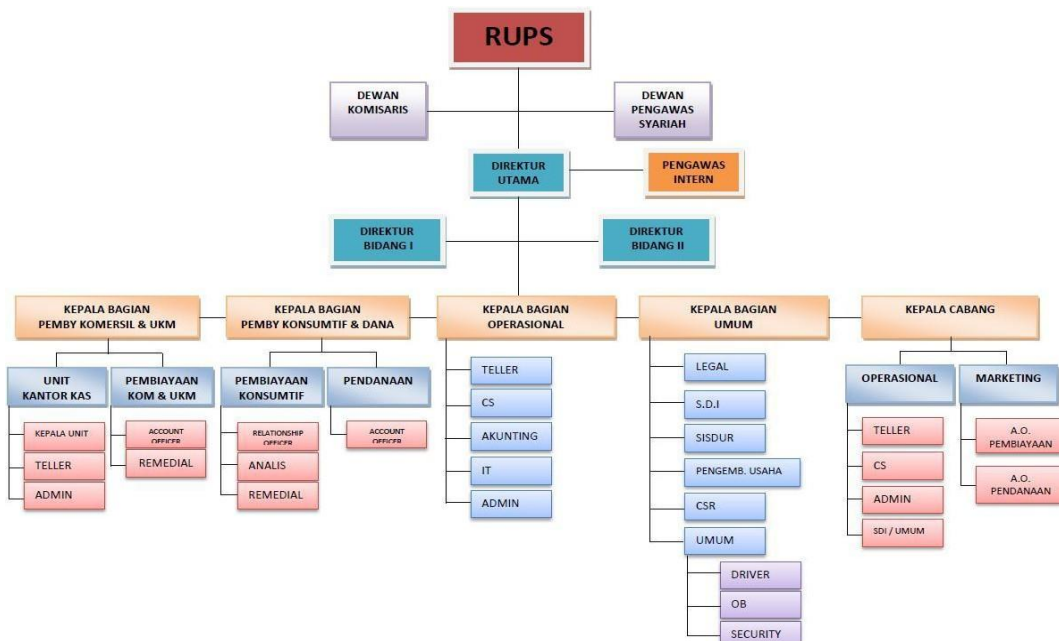 RUPS
DEWAN
KOMISARIS
DEWAN
PENGAWAS
SYARIAH
DIREKTUR
UTAMA
PENGAWAS
INTERN
DIREKTUR
BIDANG I
DIREKTUR
BIDANG II
KEPALA BAGIAN
PEMBY KOMERSIL & UKM
KEPALA BAGIAN
PEMBY KONSUMTIF & DANA
KEPALA BAGIAN
OPERASIONAL
KEPALA BAGIAN
UMUM
KEPALA CABANG
UNIT
KANTOR KAS
KEPALA UNIT
TELLER
ADMIN
PEMBIAYAAN
KOM & UKM
ACCOUNT
OFFICER
REMEDIAL
PEMBIAYAAN
KONSUMTIF
RELATIONSHIP
OFFICER
ANALIS
REMEDIAL
PENDANAAN
ACCOUNT
OFFICER
TELLER
CS
AKUNTING
IT
ADMIN
LEGAL
S.D.I
SISDUR
PENGEMB. USAHA
CSR
UMUM
DRIVER
OB
SECURITY
OPERASIONAL
TELLER
CS
ADMIN
SDI / UMUM
MARKETING
A.O.
PEMBIAYAAN
A.O.
PENDANAAN